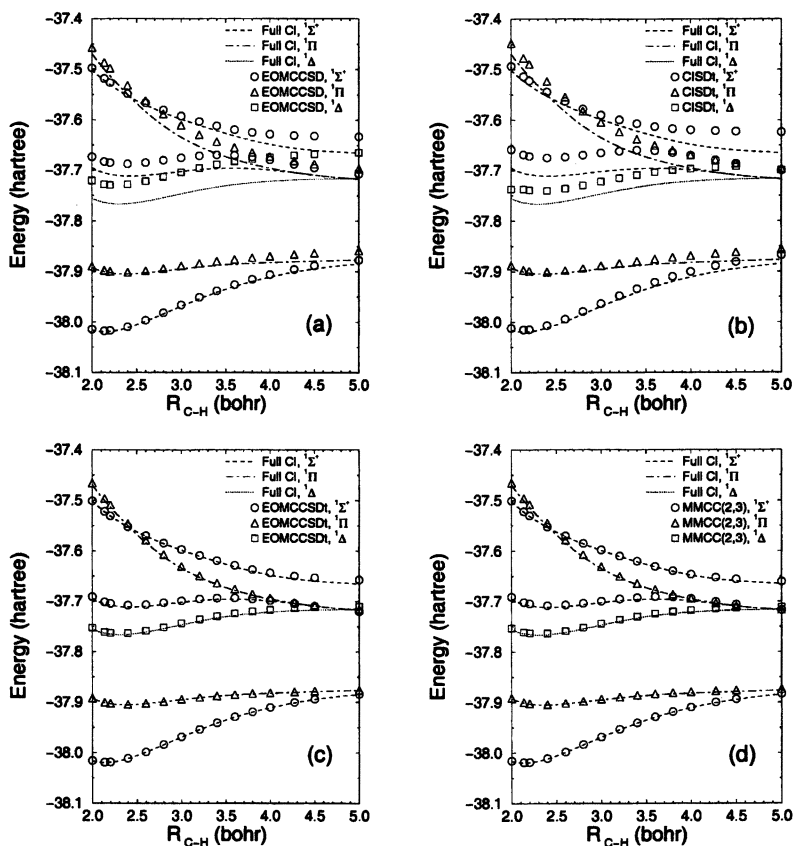 −37.4
−37.5
−37.6
−37.7
−37.8
−37.9
−38.0
−38.1
Energy (hartree)
Full CI, ¹Σ⁺
Full CI, ¹Π
Full CI, ¹Δ
EOMCCSD, ¹Σ⁺
EOMCCSD, ¹Π
EOMCCSD, ¹Δ
(a)
2.0 2.5 3.0 3.5 4.0 4.5 5.0
R C−H (bohr)
−37.4
−37.5
−37.6
−37.7
−37.8
−37.9
−38.0
−38.1
Energy (hartree)
Full CI, ¹Σ⁺
Full CI, ¹Π
Full CI, ¹Δ
CISDt, ¹Σ⁺
CISDt, ¹Π
CISDt, ¹Δ
(b)
2.0 2.5 3.0 3.5 4.0 4.5 5.0
R C−H (bohr)
−37.4
−37.5
−37.6
−37.7
−37.8
−37.9
−38.0
−38.1
Energy (hartree)
Full CI, ¹Σ⁺
Full CI, ¹Π
Full CI, ¹Δ
EOMCCSDt, ¹Σ⁺
EOMCCSDt, ¹Π
EOMCCSDt, ¹Δ
(c)
2.0 2.5 3.0 3.5 4.0 4.5 5.0
R C−H (bohr)
−37.4
−37.5
−37.6
−37.7
−37.8
−37.9
−38.0
−38.1
Energy (hartree)
Full CI, ¹Σ⁺
Full CI, ¹Π
Full CI, ¹Δ
MMCC(2,3), ¹Σ⁺
MMCC(2,3), ¹Π
MMCC(2,3), ¹Δ
(d)
2.0 2.5 3.0 3.5 4.0 4.5 5.0
R C−H (bohr)